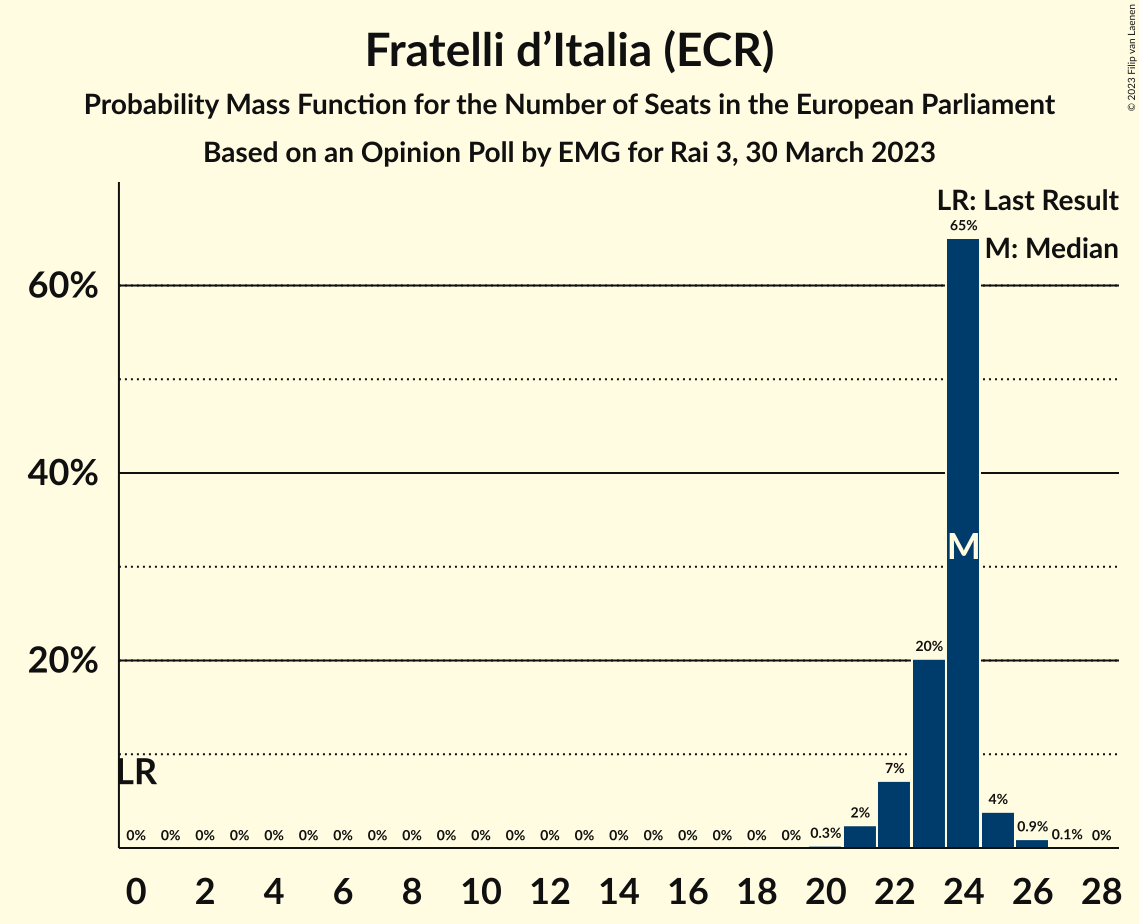 Fratelli d’Italia (ECR)
Probability Mass Function for the Number of Seats in the European Parliament
Based on an Opinion Poll by EMG for Rai 3, 30 March 2023
© 2023 Filip van Laenen
LR: Last Result
M: Median
65%
60%
40%
M
20%
20%
LR
7%
2%
4%
0% 0% 0% 0% 0% 0% 0% 0% 0% 0% 0% 0% 0% 0% 0% 0% 0% 0% 0% 0% 0.3% 0.9% 0.1% 0%
0 2 4 6 8 10 12 14 16 18 20 22 24 26 28